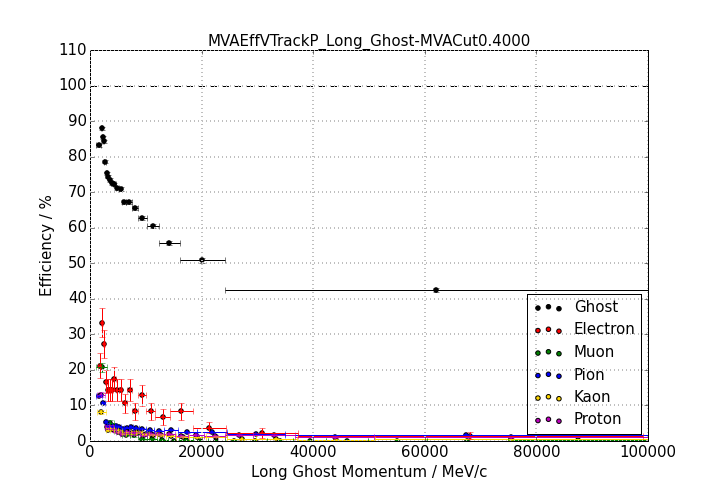 MVAEffVTrackP_Long_Ghost-MVACut0.4000
110
100
90
80
70
60
50
40
30
20
10
0
Efficiency / %
Ghost
Electron
Muon
Pion
Kaon
Proton
0 20000 40000 60000 80000 100000
Long Ghost Momentum / MeV/c